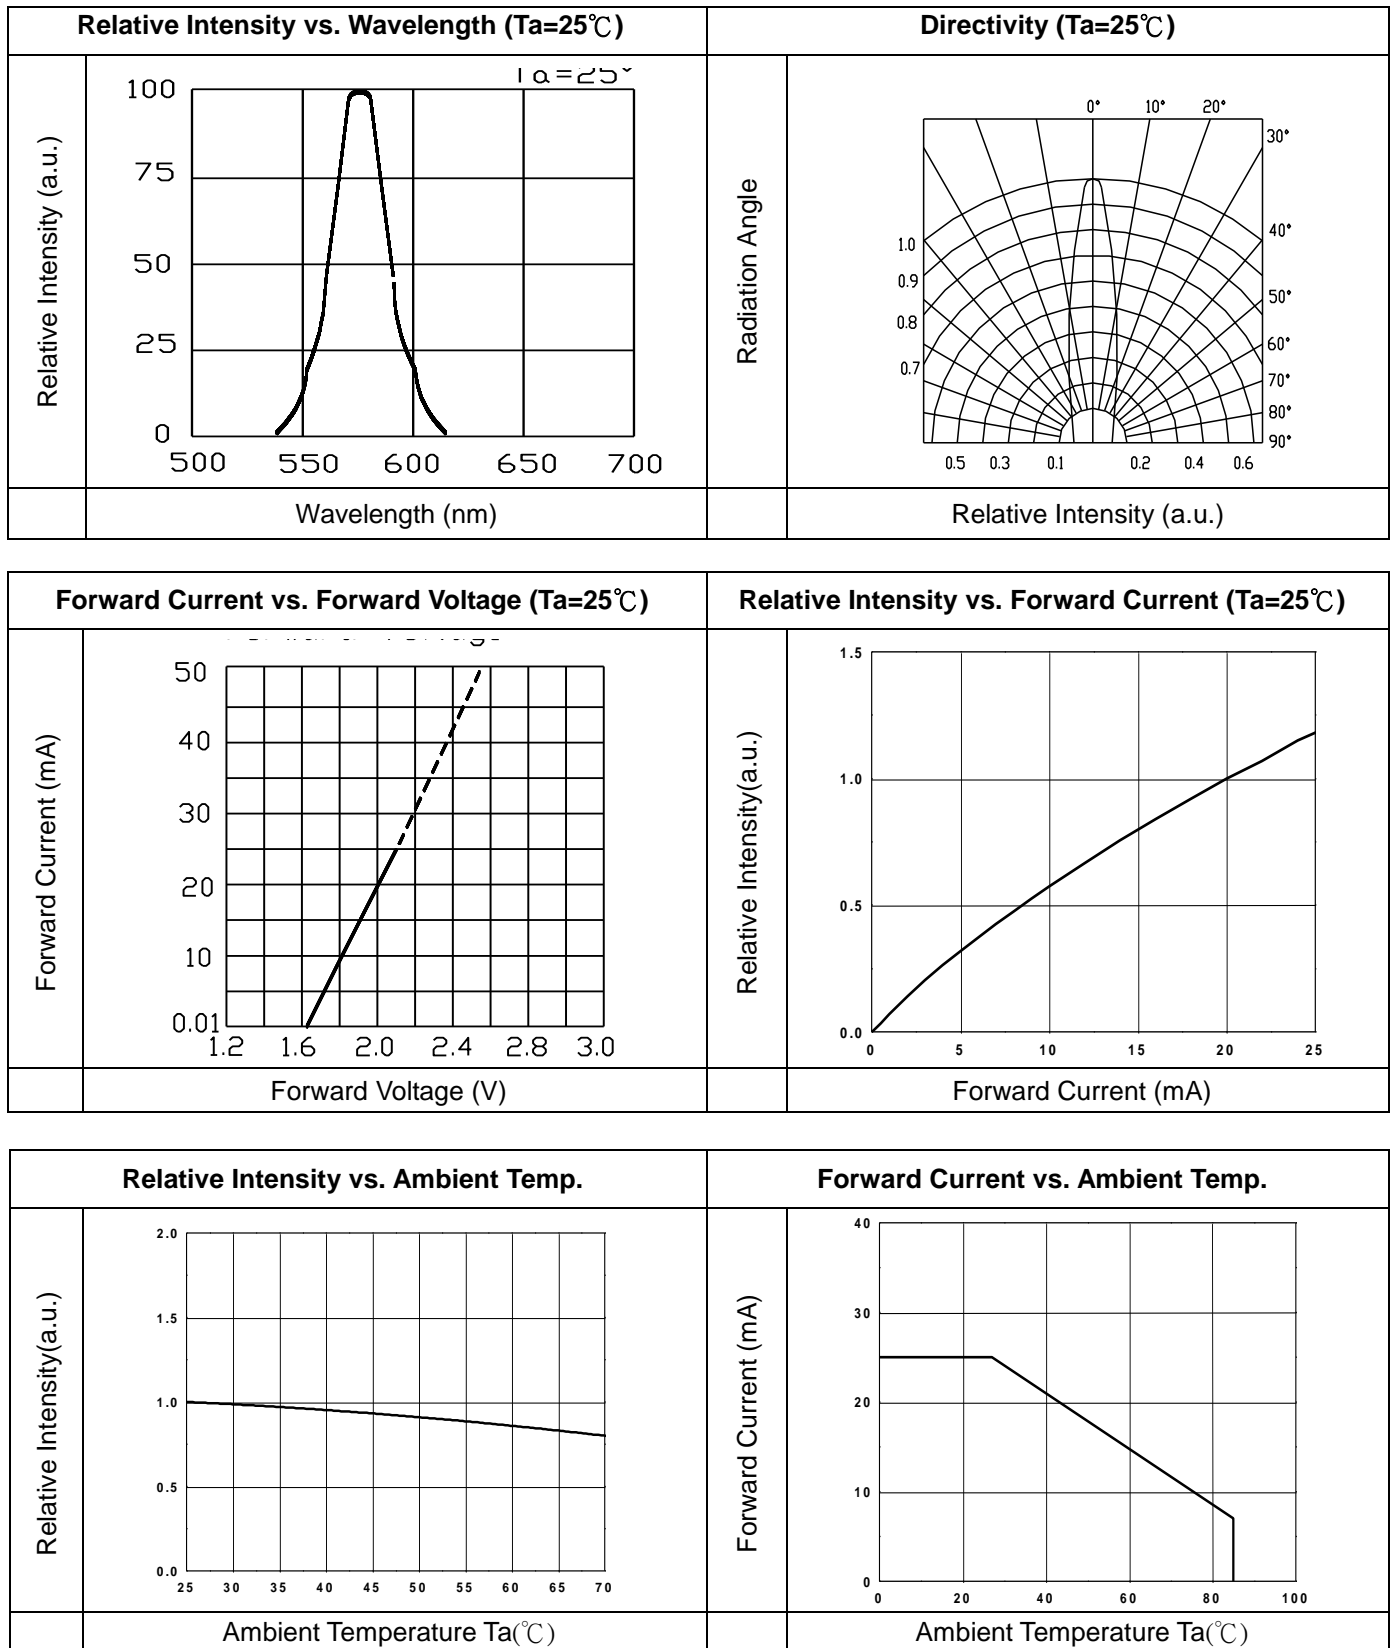 Relative Intensity vs. Wavelength (Ta=25℃)
Directivity (Ta=25℃)
Relative Intensity (a.u.)
100
75
50
25
0
500 550 600 650 700
Wavelength (nm)
Radiation Angle
0° 10° 20°
30°
40°
50°
60°
70°
80°
90°
1.0
0.9
0.8
0.7
0.5 0.3 0.1 0.2 0.4 0.6
Relative Intensity (a.u.)
Forward Current vs. Forward Voltage (Ta=25℃)
Relative Intensity vs. Forward Current (Ta=25℃)
Forward Current (mA)
50
40
30
20
10
0.01
1.2 1.6 2.0 2.4 2.8 3.0
Forward Voltage (V)
Relative Intensity(a.u.)
1.5
1.0
0.5
0.0
0 5 10 15 20 25
Forward Current (mA)
Relative Intensity vs. Ambient Temp.
Forward Current vs. Ambient Temp.
Relative Intensity(a.u.)
2.0
1.5
1.0
0.5
0.0
25 30 35 40 45 50 55 60 65 70
Ambient Temperature Ta(℃)
Forward Current (mA)
40
30
20
10
0
0 20 40 60 80 100
Ambient Temperature Ta(℃)